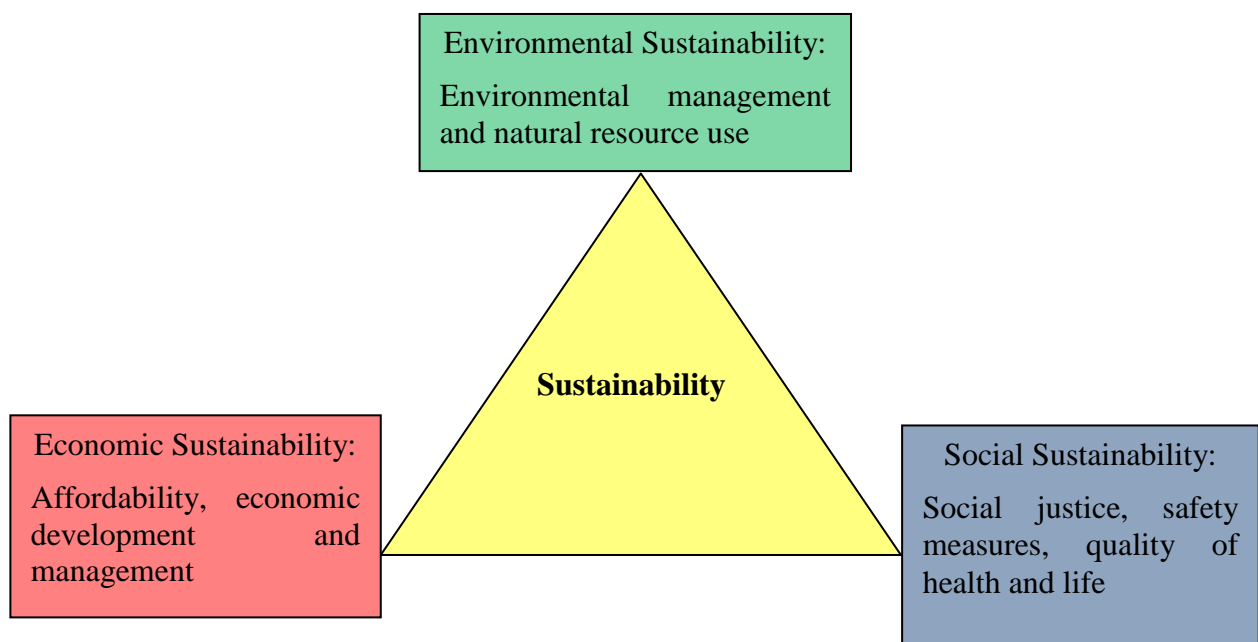 Environmental Sustainability:
Environmental management
and natural resource use
Sustainability
Economic Sustainability:
Affordability, economic
development and
management
Social Sustainability:
Social justice, safety
measures, quality of
health and life